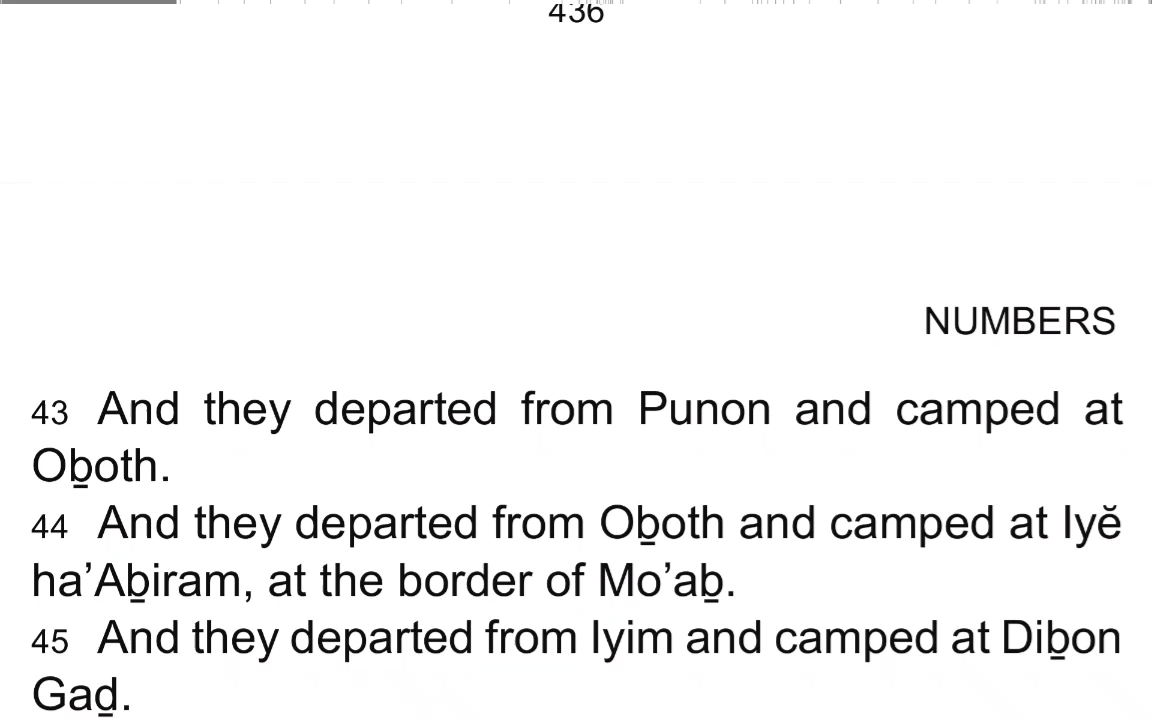 436
NUMBERS
43 And they departed from Punon and camped at
Oḇoth.
44 And they departed from Oḇoth and camped at Iyĕ
ha’Aḇiram, at the border of Mo’aḇ.
45 And they departed from Iyim and camped at Diḇon
Gaḏ.